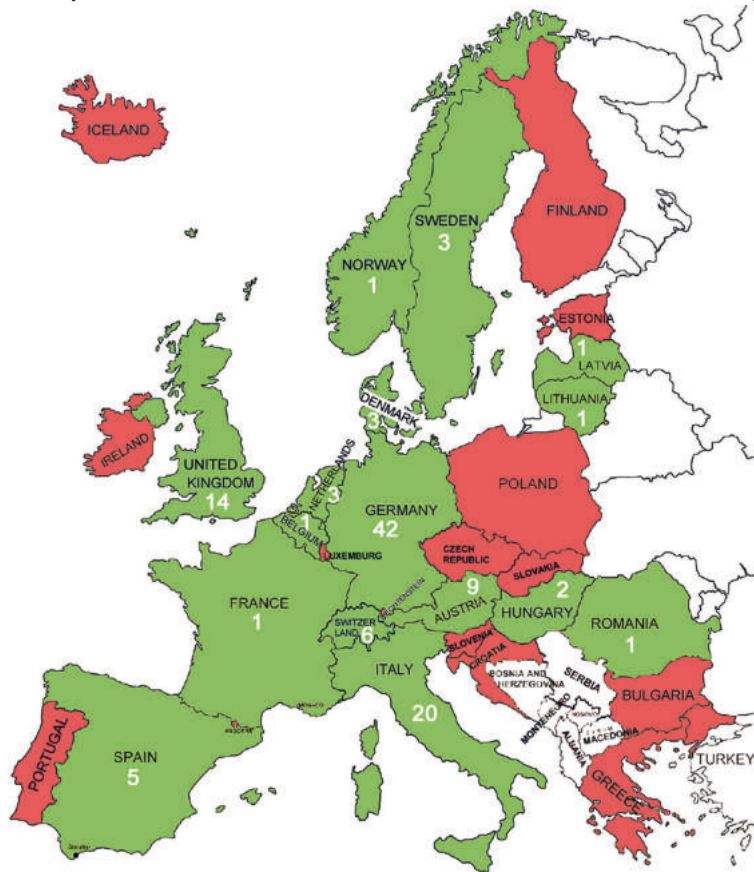 ICELAND
FINLAND
SWEDEN
3
NORWAY
1
ESTONIA
1
LATVIA
LITHUANIA
1
DENMARK
3
IRELAND
UNITED
KINGDOM
14
NETHERLANDS
3
BELGIUM
1
GERMANY
42
POLAND
LUXEMBURG
CZECH
REPUBLIC
SLOVAKIA
FRANCE
1
LIECHTENSTEIN
9
AUSTRIA
2
HUNGARY
SWITZER
LAND
6
ROMANIA
1
SLOVENIA
CROATIA
ITALY
20
BOSNIA AND
HERZEGOVINA
SERBIA
BULGARIA
MONTENEGRO
KOSOVO
MACEDONIA
ALBANIA
TURKEY
GREECE
PORTUGAL
SPAIN
5